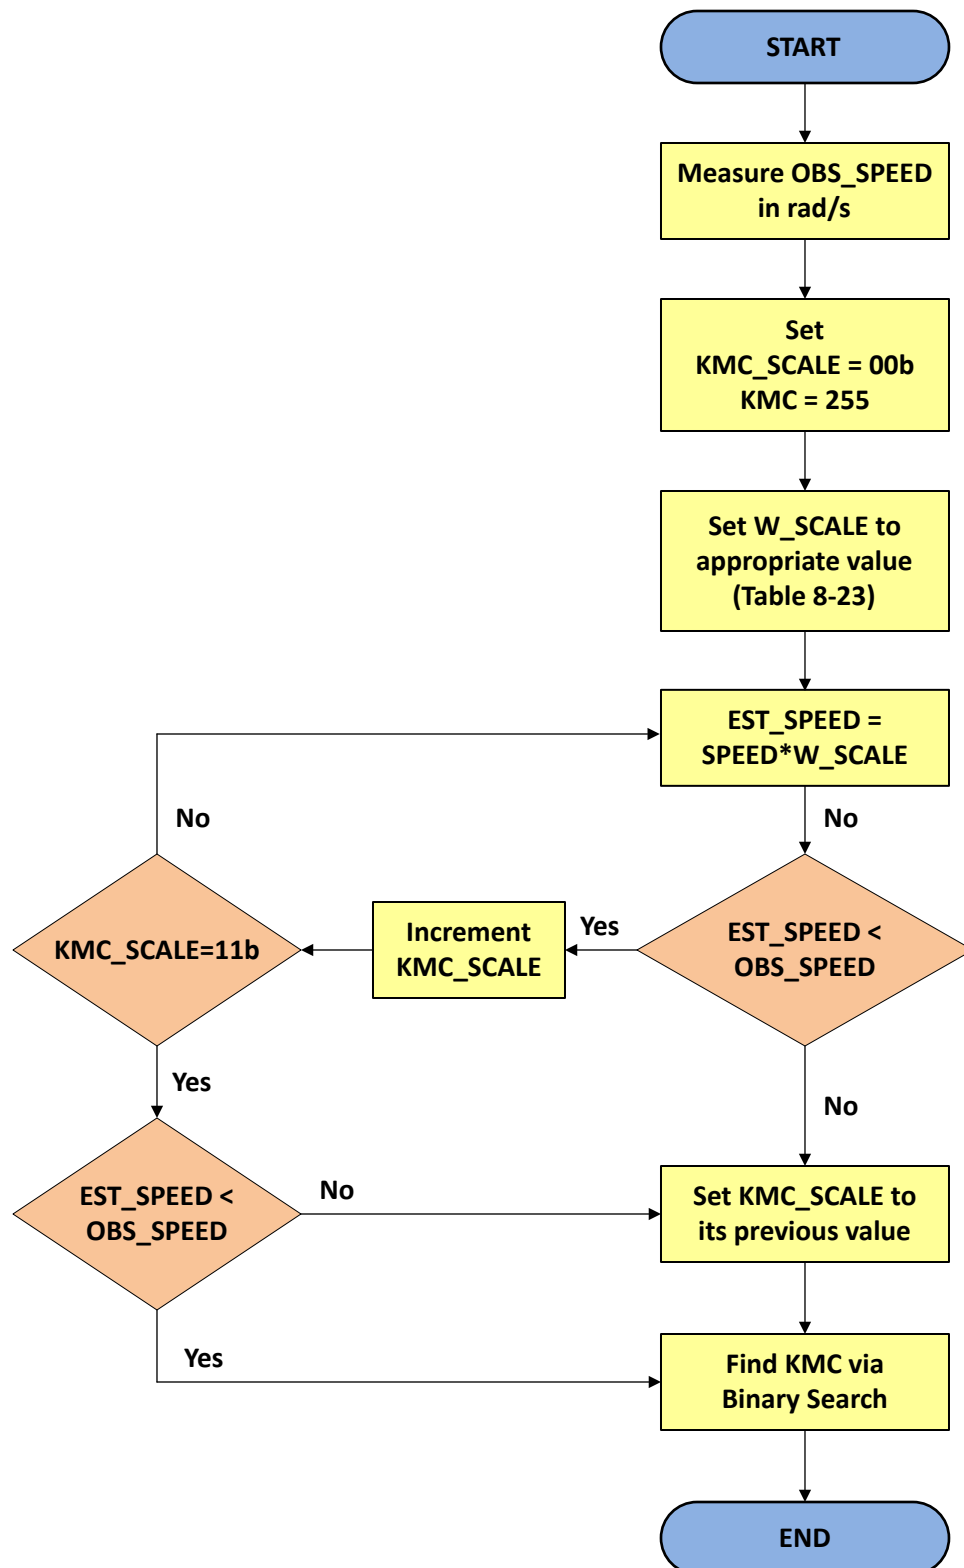 START
Measure OBS_SPEED
in rad/s
Set
KMC_SCALE = 00b
KMC = 255
Set W_SCALE to
appropriate value
(Table 8-23)
EST_SPEED =
SPEED*W_SCALE
No
No
EST_SPEED <
OBS_SPEED
Yes
Increment
KMC_SCALE
KMC_SCALE=11b
Yes
No
EST_SPEED <
OBS_SPEED
No
Set KMC_SCALE to
its previous value
Yes
Find KMC via
Binary Search
END